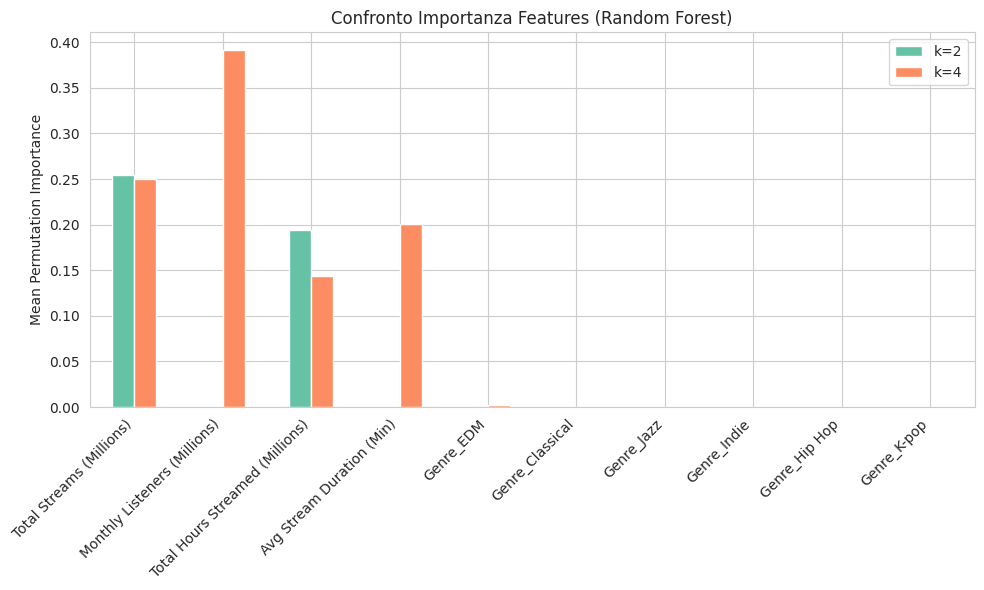 Confronto Importanza Features (Random Forest)
k=2
k=4
Mean Permutation Importance
0.40
0.35
0.30
0.25
0.20
0.15
0.10
0.05
0.00
Total Streams (Millions)
Monthly Listeners (Millions)
Total Hours Streamed (Millions)
Avg Stream Duration (Min)
Genre_EDM
Genre_Classical
Genre_Jazz
Genre_Indie
Genre_Hip Hop
Genre_K-pop